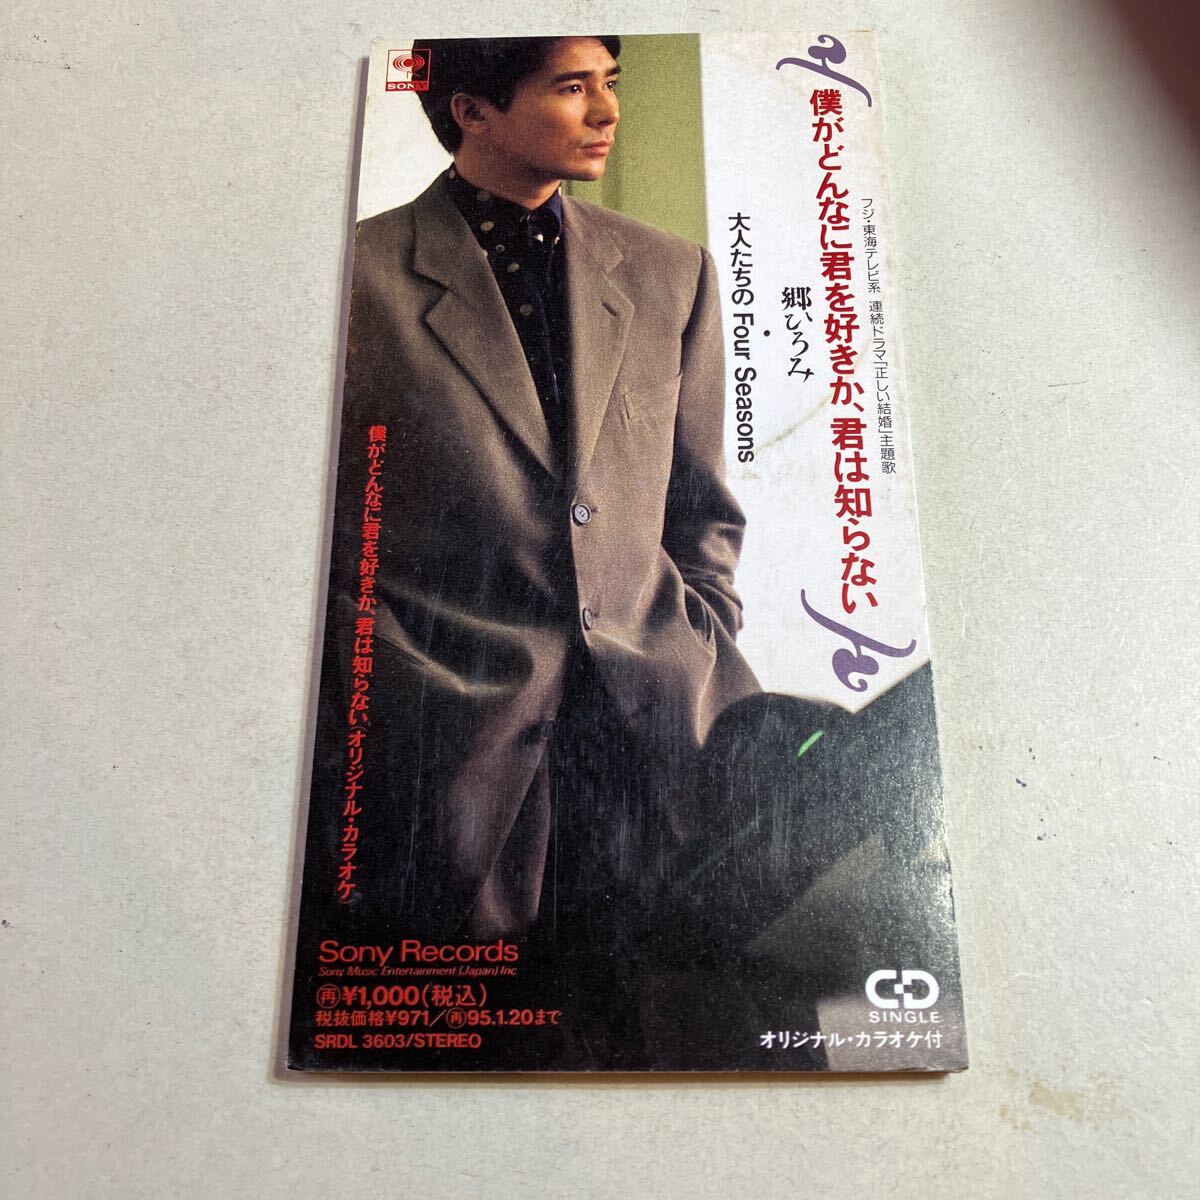 SONY
フジ・東海テレビ系 連続ドラマ「正しい結婚」主題歌
僕がどんなに君を好きか、君は知らない
郷ひろみ
•
大人たちの Four Seasons
僕がどんなに君を好きか、君は知らない(オリジナル・カラオケ)
Sony Records
Sony Music Entertainment (Japan) Inc
再¥1,000(税込)
税抜価格¥971/再95.1.20まで
SRDL 3603/STEREO
CD
SINGLE
オリジナル・カラオケ付